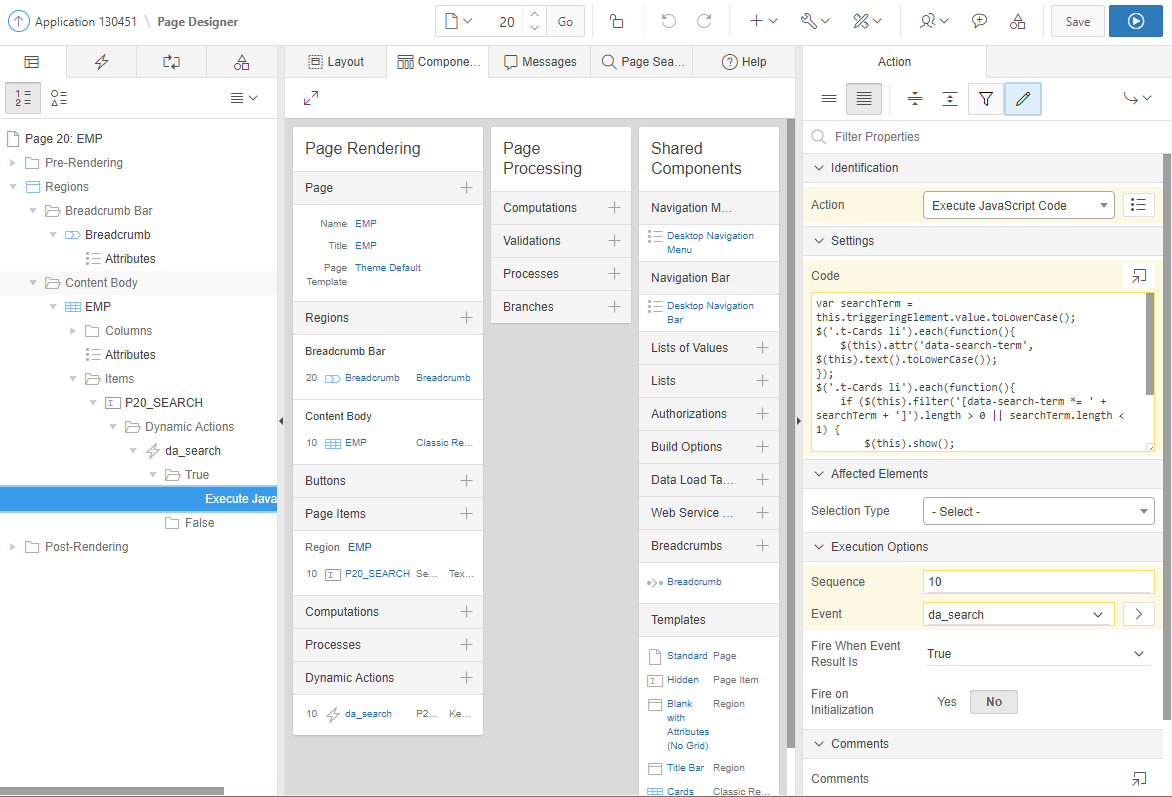 Application 130451 \ Page Designer
20
Go
Save
Layout
Compone...
Messages
Page Sea...
Help
Action
Page 20: EMP
Pre-Rendering
Regions
Breadcrumb Bar
Breadcrumb
Attributes
Content Body
EMP
Columns
Attributes
Items
P20_SEARCH
Dynamic Actions
da_search
True
Execute Java
False
Post-Rendering
Page Rendering
Page
Name EMP
Title EMP
Page Template Theme Default
Regions
Breadcrumb Bar
20 Breadcrumb Breadcrumb
Content Body
10 EMP Classic Re...
Buttons
Page Items
Region EMP
10 P20_SEARCH Se... Tex...
Computations
Processes
Dynamic Actions
10 da_search P2... Ke...
Page
Processing
Computations
Validations
Processes
Branches
Shared
Components
Navigation M...
Desktop Navigation
Menu
Navigation Bar
Desktop Navigation
Bar
Lists of Values
Lists
Authorizations
Build Options
Data Load Ta...
Web Service ...
Breadcrumbs
Breadcrumb
Templates
Standard Page
Hidden Page Item
Blank Region
with
Attributes
(No Grid)
Title Bar Region
Cards Classic Re...
Filter Properties
Identification
Action Execute JavaScript Code
Settings
Code
var searchTerm =
this.triggeringElement.value.toLowerCase();
$('.t-Cards li').each(function(){
$(this).attr('data-search-term',
$(this).text().toLowerCase());
});
$('.t-Cards li').each(function(){
if ($(this).filter('[data-search-term *= ' +
searchTerm + ']').length > 0 || searchTerm.length <
1) {
$(this).show();
Affected Elements
Selection Type - Select -
Execution Options
Sequence 10
Event da_search
Fire When Event
Result Is
True
Fire on
Initialization
Yes No
Comments
Comments